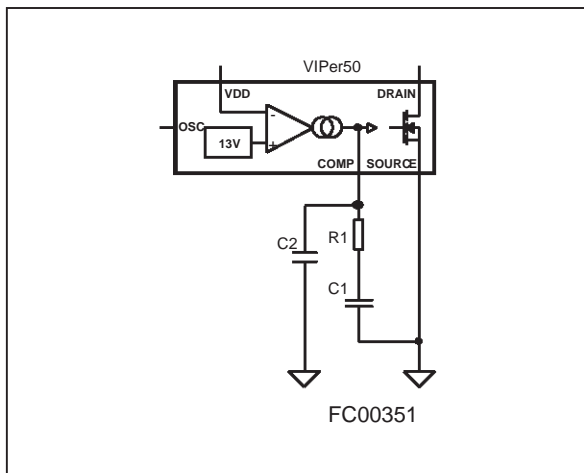 VIPer50
VDD
DRAIN
OSC
-
13V
+
COMP SOURCE
C2
R1
C1
FC00351